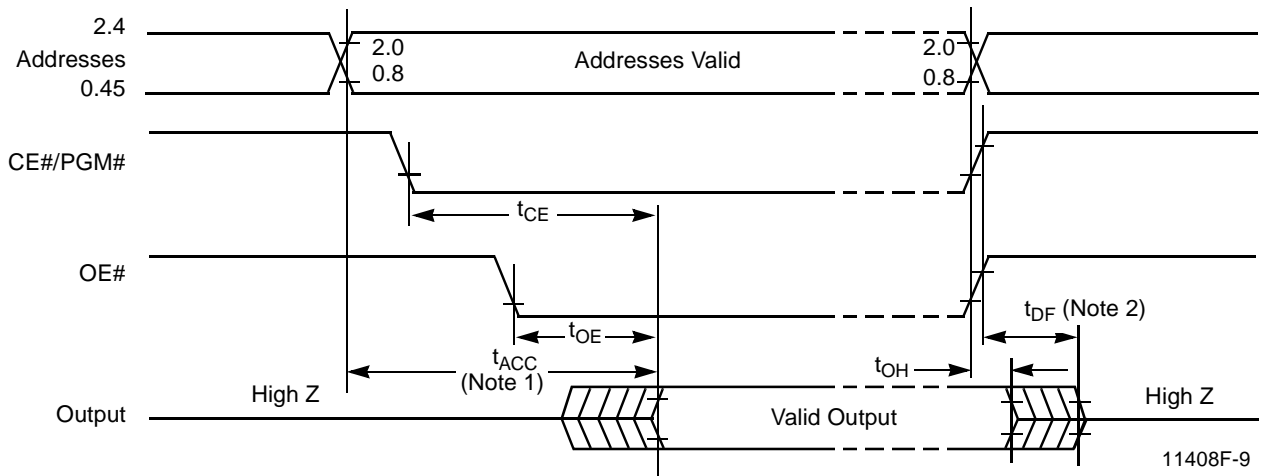 2.4
Addresses
0.45
2.0
0.8
Addresses Valid
2.0
0.8
CE#/PGM#
tCE
OE#
tOE
tDF (Note 2)
tACC
(Note 1)
tOH
High Z
Output
Valid Output
High Z
11408F-9